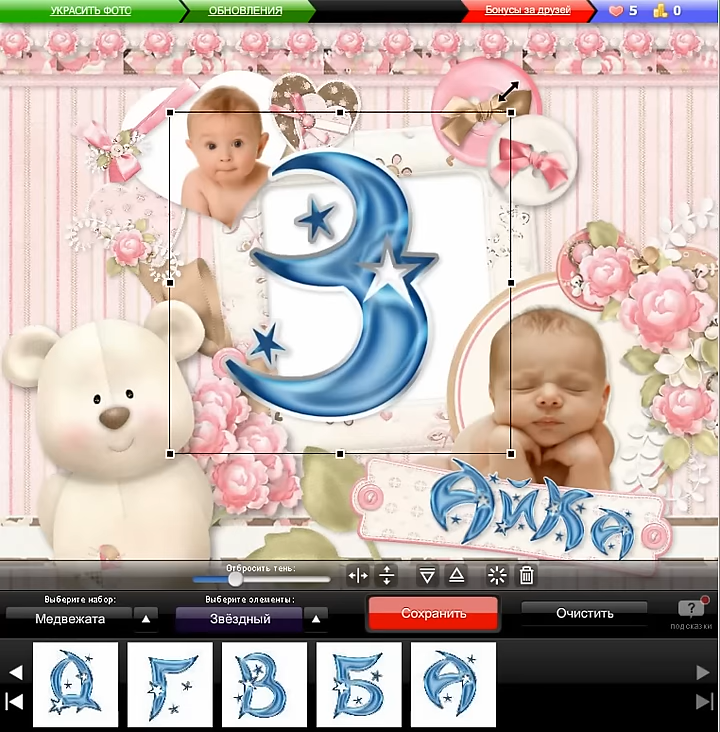 УКРАСИТЬ ФОТО
ОБНОВЛЕНИЯ
Бонусы за друзей
5
0
З
Айка
Отбросить тень:
Выберите набор:
Выберите элементы:
Медвежата
Звёздный
Сохранить
Очистить
?
подсказки
Д Г В Б А